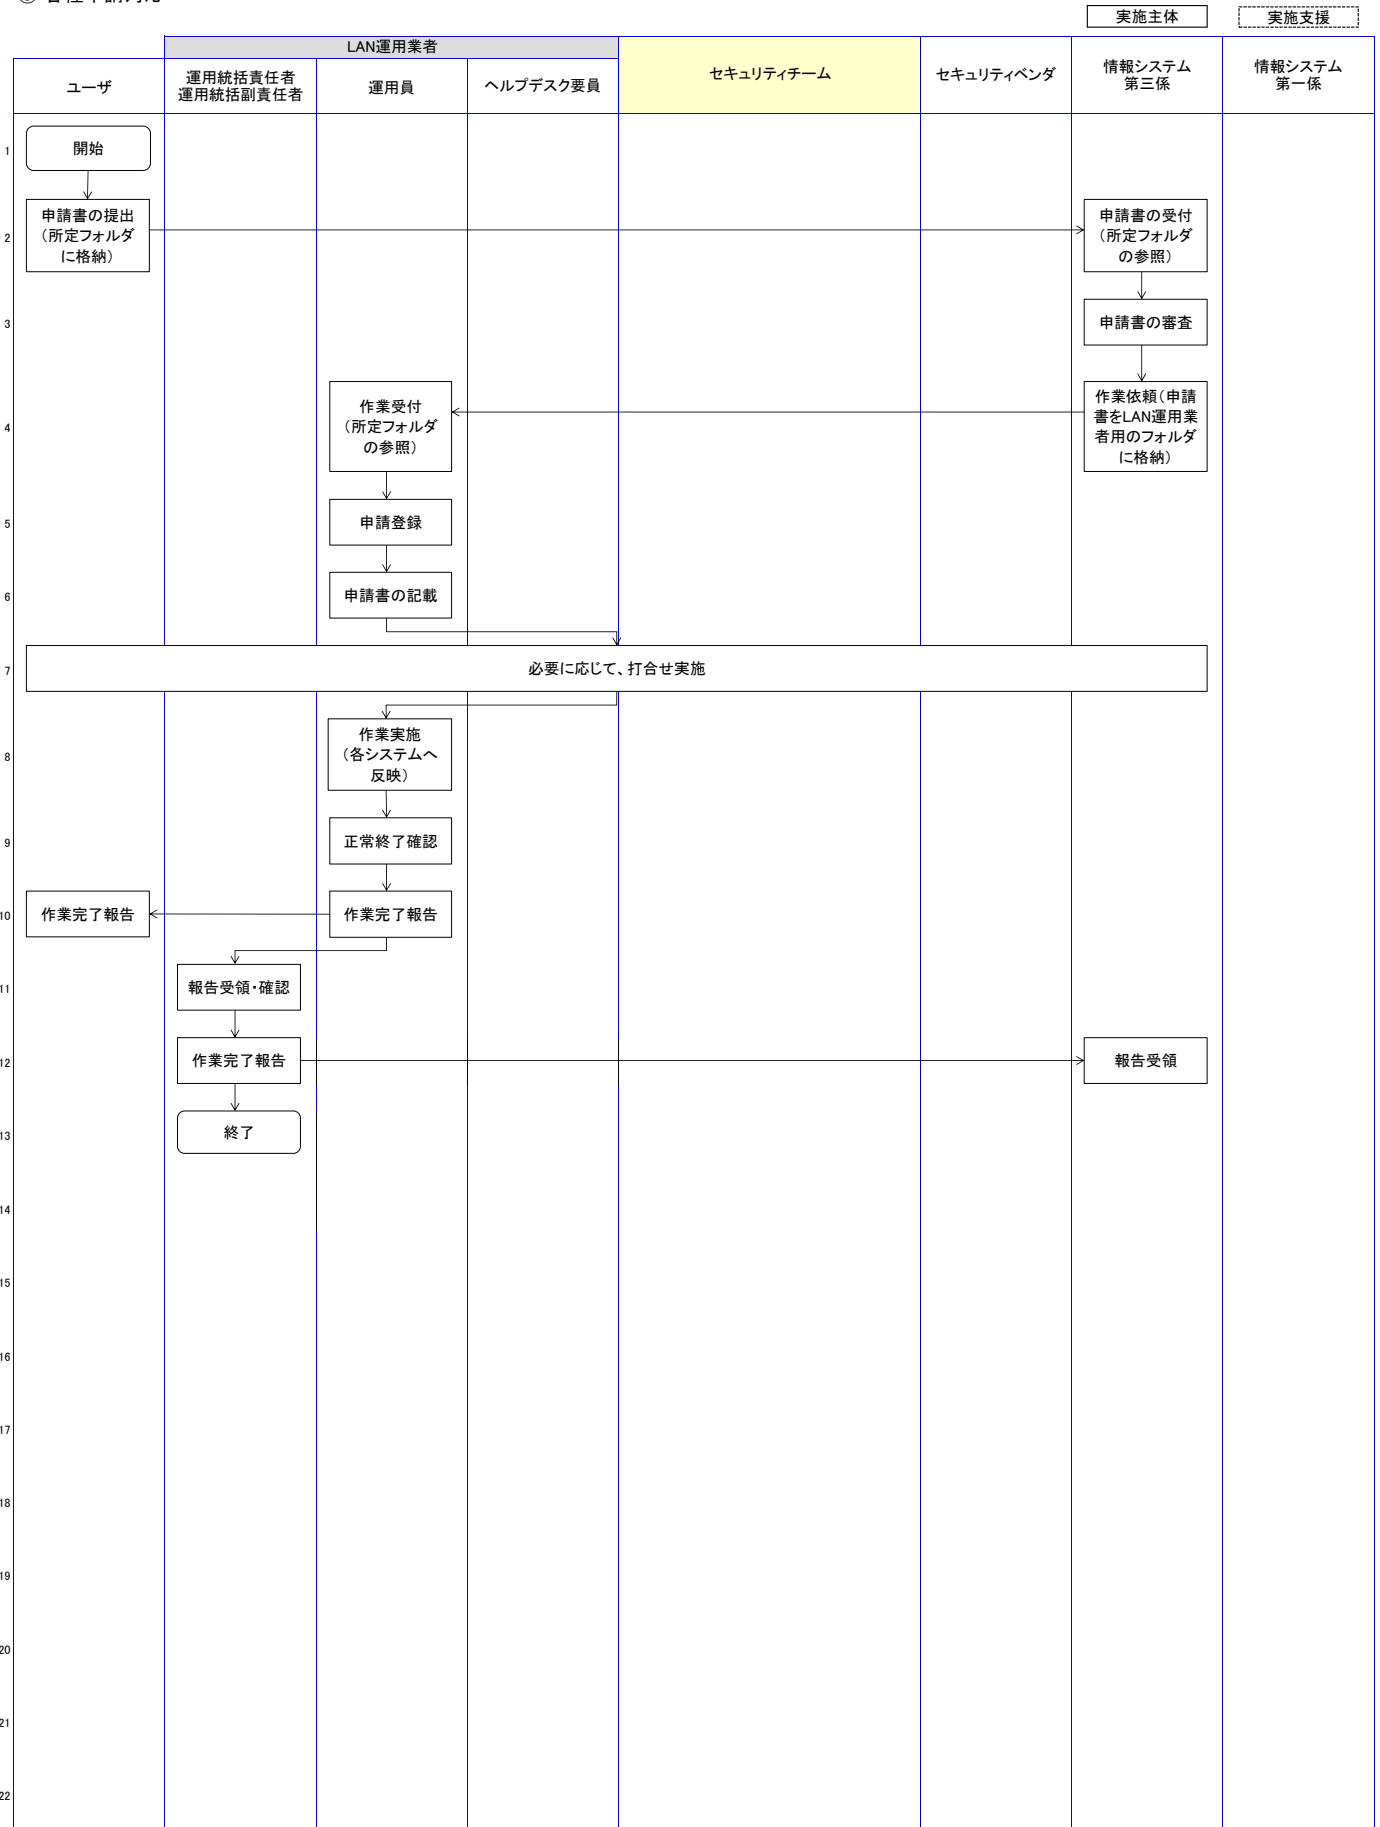 実施主体
実施支援
LAN運用業者
ユーザ
運用統括責任者
運用統括副責任者
運用員
ヘルプデスク要員
セキュリティチーム
セキュリティベンダ
情報システム
第三係
情報システム
第一係
1
開始
2
申請書の提出
（所定フォルダ
に格納）
申請書の受付
（所定フォルダ
の参照）
3
申請書の審査
4
作業受付
（所定フォルダ
の参照）
作業依頼（申請
書をLAN運用業
者用のフォルダ
に格納）
5
申請登録
6
申請書の記載
7
必要に応じて、打合せ実施
8
作業実施
（各システムへ
反映）
9
正常終了確認
10
作業完了報告
作業完了報告
11
報告受領・確認
12
作業完了報告
報告受領
13
終了
14
15
16
17
18
19
20
21
22